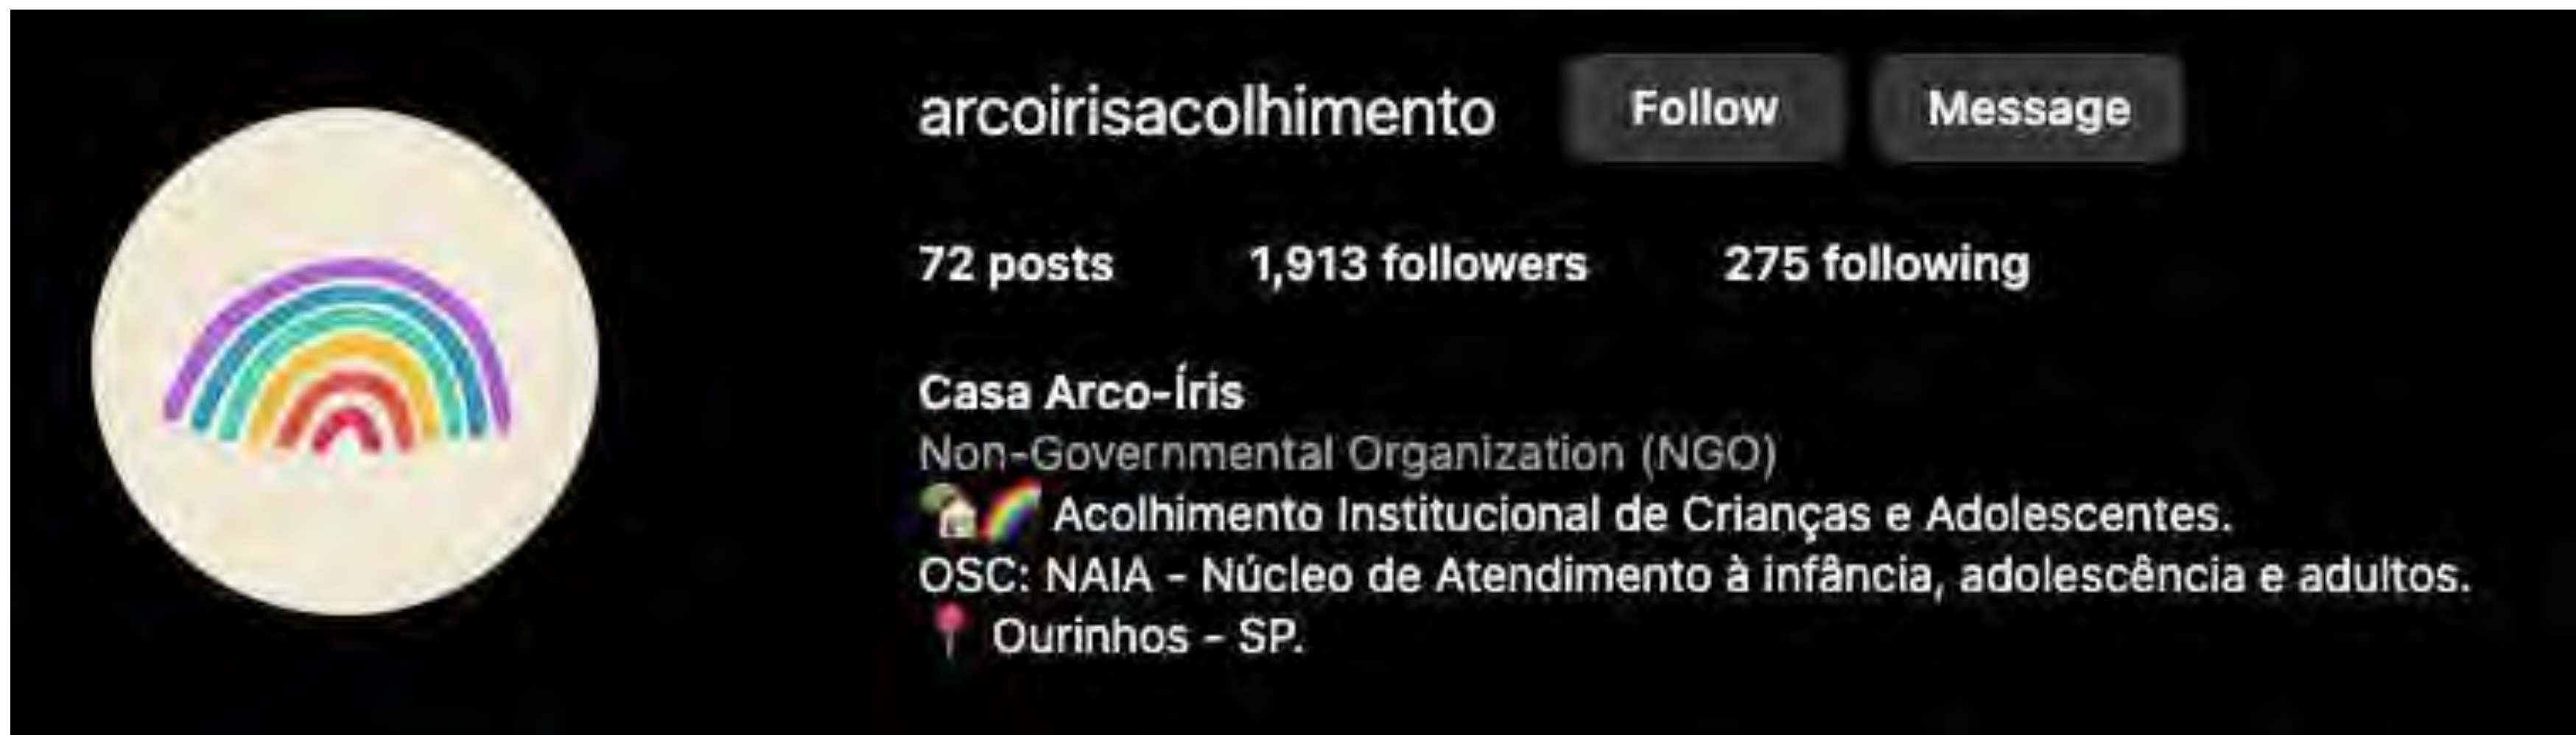 arcoirisacolhimento Follow Message
72 posts 1,913 followers 275 following
Casa Arco-Íris
Non-Governmental Organization (NGO)
🏡🌈 Acolhimento Institucional de Crianças e Adolescentes.
OSC: NAIA - Núcleo de Atendimento à infância, adolescência e adultos.
📍 Ourinhos - SP.